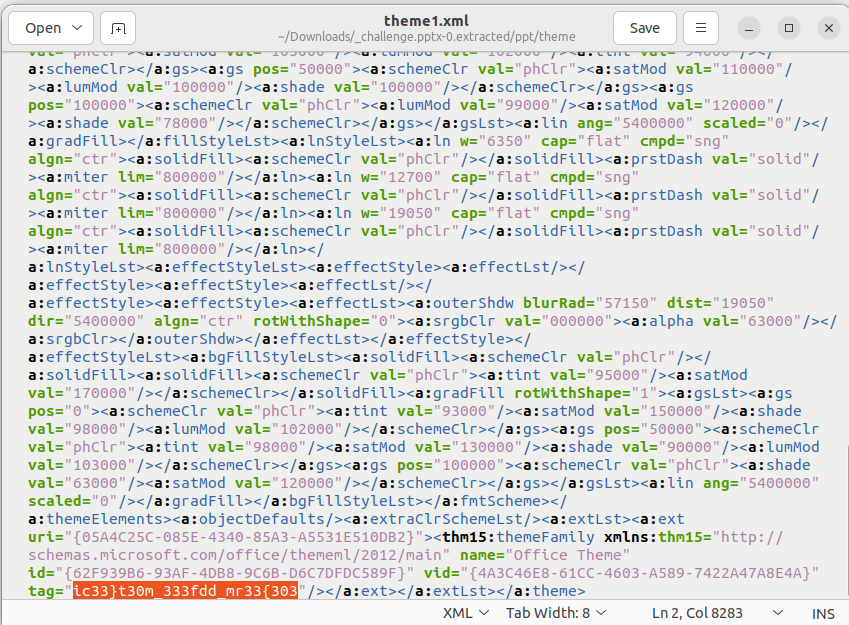 Open
theme1.xml
~/Downloads/_challenge.pptx-0.extracted/ppt/theme
Save
a:schemeClr></a:gs><a:gs pos="50000"><a:schemeClr val="phClr"><a:satMod val="110000"/
><a:lumMod val="100000"/><a:shade val="100000"/></a:schemeClr></a:gs><a:gs
pos="100000"><a:schemeClr val="phClr"><a:lumMod val="99000"/><a:satMod val="120000"/
><a:shade val="78000"/></a:schemeClr></a:gs></a:gsLst><a:lin ang="5400000" scaled="0"/></
a:gradFill></a:fillStyleLst><a:lnStyleLst><a:ln w="6350" cap="flat" cmpd="sng"
algn="ctr"><a:solidFill><a:schemeClr val="phClr"/></a:solidFill><a:prstDash val="solid"/
><a:miter lim="800000"/></a:ln><a:ln w="12700" cap="flat" cmpd="sng"
algn="ctr"><a:solidFill><a:schemeClr val="phClr"/></a:solidFill><a:prstDash val="solid"/
><a:miter lim="800000"/></a:ln><a:ln w="19050" cap="flat" cmpd="sng"
algn="ctr"><a:solidFill><a:schemeClr val="phClr"/></a:solidFill><a:prstDash val="solid"/
><a:miter lim="800000"/></a:ln></
a:lnStyleLst><a:effectStyleLst><a:effectStyle><a:effectLst/></
a:effectStyle><a:effectStyle><a:effectLst/></
a:effectStyle><a:effectStyle><a:effectLst><a:outerShdw blurRad="57150" dist="19050"
dir="5400000" algn="ctr" rotWithShape="0"><a:srgbClr val="000000"><a:alpha val="63000"/></
a:srgbClr></a:outerShdw></a:effectLst></a:effectStyle></
a:effectStyleLst><a:bgFillStyleLst><a:solidFill><a:schemeClr val="phClr"/></
a:solidFill><a:solidFill><a:schemeClr val="phClr"><a:tint val="95000"/><a:satMod
val="170000"/></a:schemeClr></a:solidFill><a:gradFill rotWithShape="1"><a:gsLst><a:gs
pos="0"><a:schemeClr val="phClr"><a:tint val="93000"/><a:satMod val="150000"/><a:shade
val="98000"/><a:lumMod val="102000"/></a:schemeClr></a:gs><a:gs pos="50000"><a:schemeClr
val="phClr"><a:tint val="98000"/><a:satMod val="130000"/><a:shade val="90000"/><a:lumMod
val="103000"/></a:schemeClr></a:gs><a:gs pos="100000"><a:schemeClr val="phClr"><a:shade
val="63000"/><a:satMod val="120000"/></a:schemeClr></a:gs></a:gsLst><a:lin ang="5400000"
scaled="0"/></a:gradFill></a:bgFillStyleLst></a:fmtScheme></
a:themeElements><a:objectDefaults/><a:extraClrSchemeLst/><a:extLst><a:ext
uri="{05A4C25C-085E-4340-85A3-A5531E510DB2}"><thm15:themeFamily xmlns:thm15="http://
schemas.microsoft.com/office/thememl/2012/main" name="Office Theme"
id="{62F939B6-93AF-4DB8-9C6B-D6C7DFDC589F}" vid="{4A3C46E8-61CC-4603-A589-7422A47A8E4A}"
tag="ic33}t30m_333fdd_mr33{303"/></a:ext></a:extLst></a:theme>
XML
Tab Width: 8
Ln 2, Col 8283
INS